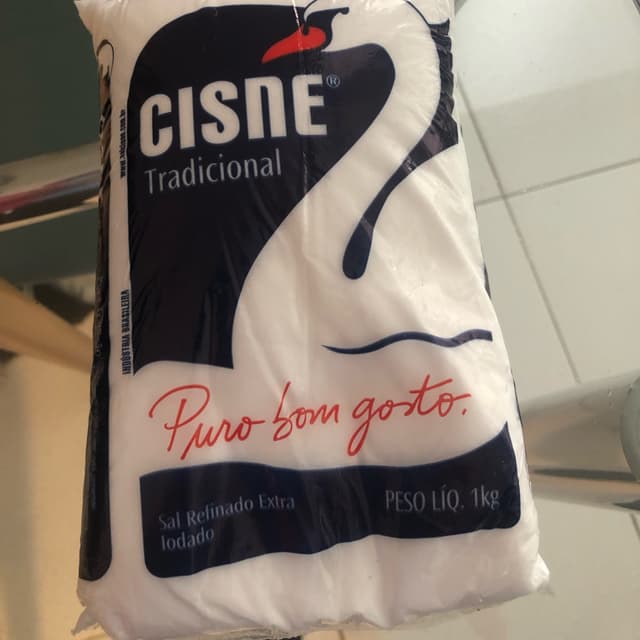 CISNE®
Tradicional
INDÚSTRIA BRASILEIRA
Puro bom gosto.
Sal Refinado Extra
Iodado
PESO LÍQ. 1kg